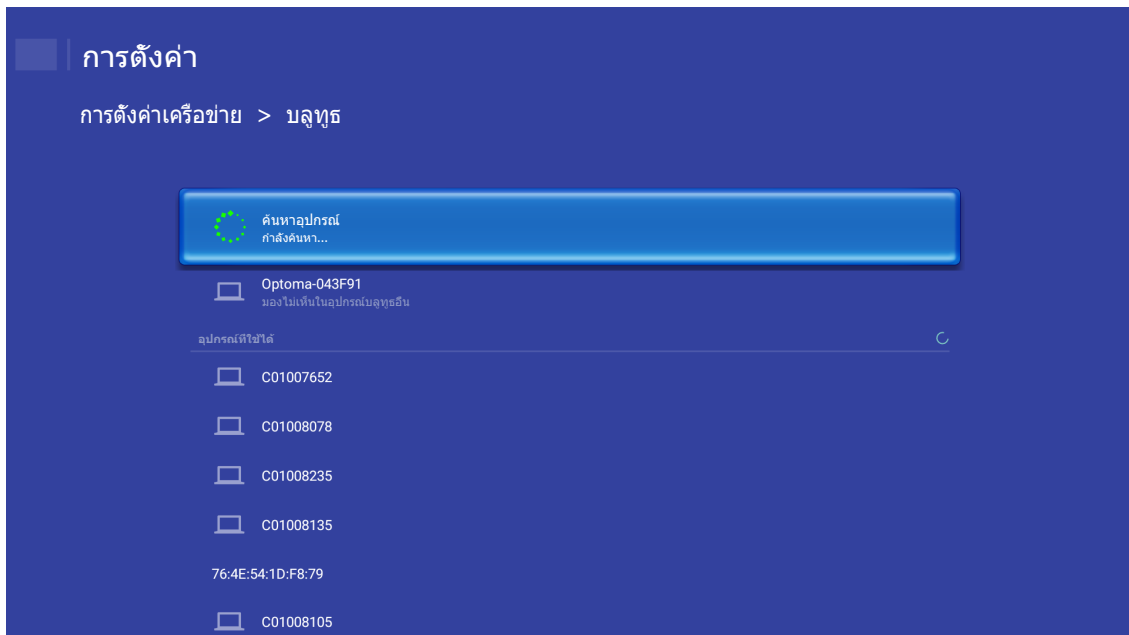 การตั้งค่า
การตั้งค่าเครือข่าย > บลูทูธ
ค้นหาอุปกรณ์
กำลังค้นหา...
Optoma-043F91
มองไม่เห็นในอุปกรณ์บลูทูธอื่น
อุปกรณ์ที่ใช้ได้
C01007652
C01008078
C01008235
C01008135
76:4E:54:1D:F8:79
C01008105